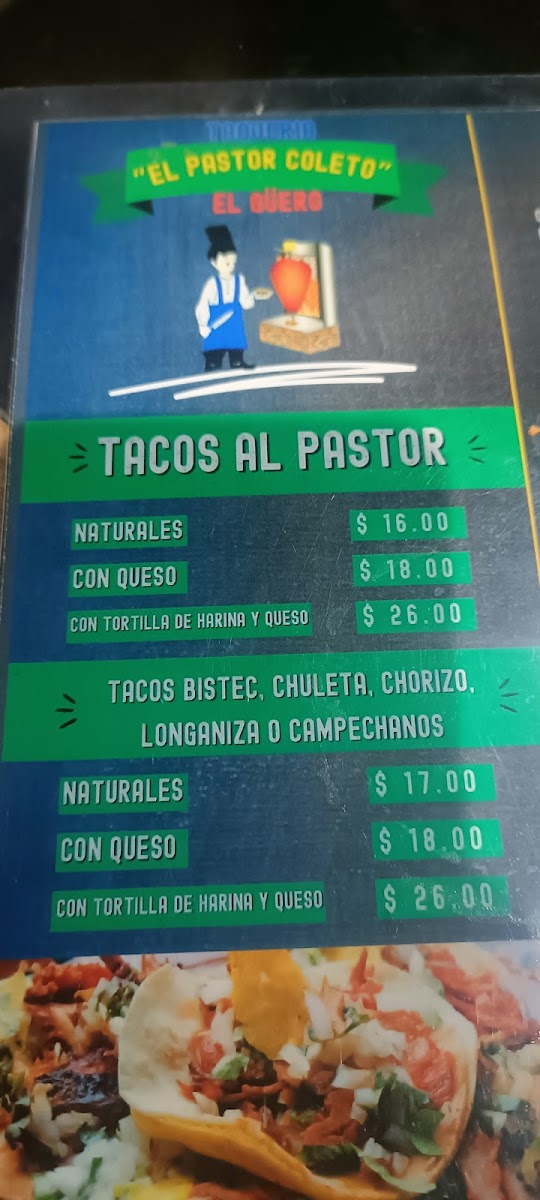 TAQUERIA
"EL PASTOR COLETO"
EL GÜERO
TACOS AL PASTOR
NATURALES $ 16.00
CON QUESO $ 18.00
CON TORTILLA DE HARINA Y QUESO $ 26.00
TACOS BISTEC, CHULETA, CHORIZO,
LONGANIZA O CAMPECHANOS
NATURALES $ 17.00
CON QUESO $ 18.00
CON TORTILLA DE HARINA Y QUESO $ 26.00